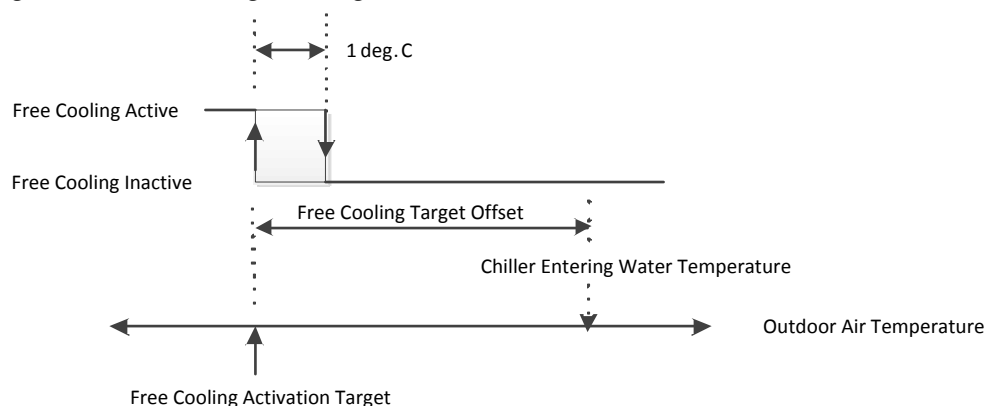 1 deg. C
Free Cooling Active
Free Cooling Inactive
Free Cooling Target Offset
Chiller Entering Water Temperature
Outdoor Air Temperature
Free Cooling Activation Target